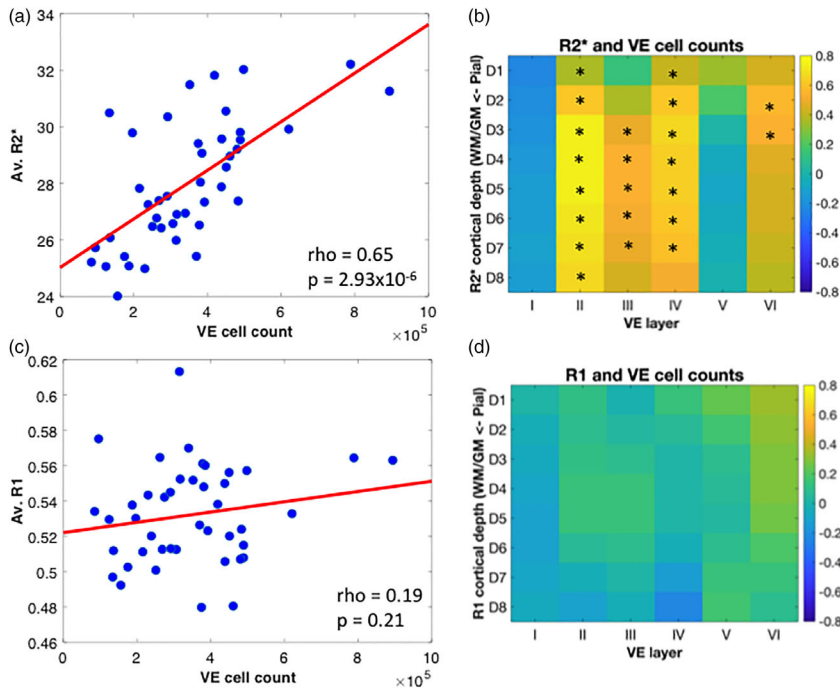 (a)
34
32
30
28
26
24
Av. R2*
rho = 0.65
p = 2.93x10-6
0 2 4 6 8 10
VE cell count
×10^5
(b)
R2* and VE cell counts
R2* cortical depth (WM/GM <- Pial)
D1
D2
D3
D4
D5
D6
D7
D8
* *
* * *
* * * *
* * *
* * *
* * *
* * *
*
I II III IV V VI
VE layer
0.8
0.6
0.4
0.2
0
-0.2
-0.4
-0.6
-0.8
(c)
0.62
0.6
0.58
0.56
0.54
0.52
0.5
0.48
0.46
Av. R1
rho = 0.19
p = 0.21
0 2 4 6 8 10
VE cell count
×10^5
(d)
R1 and VE cell counts
R1 cortical depth (WM/GM <- Pial)
D1
D2
D3
D4
D5
D6
D7
D8
I II III IV V VI
VE layer
0.8
0.6
0.4
0.2
0
-0.2
-0.4
-0.6
-0.8